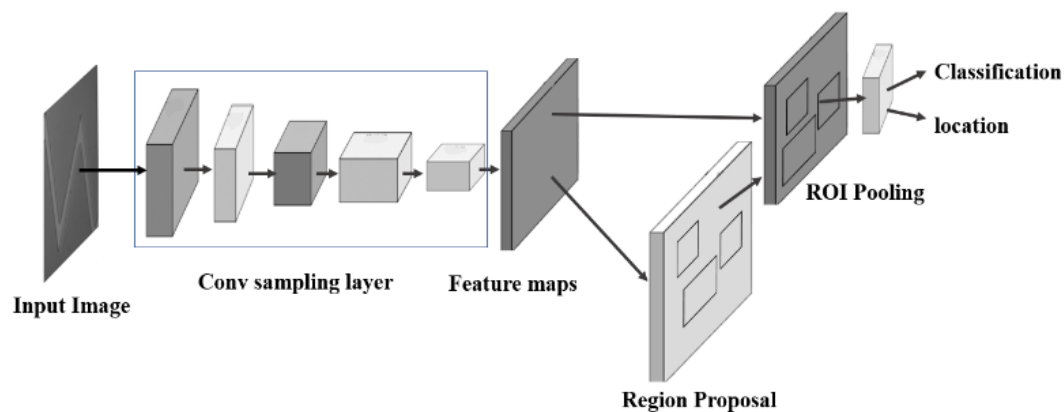 Input Image
Conv sampling layer
Feature maps
Region Proposal
ROI Pooling
Classification
location